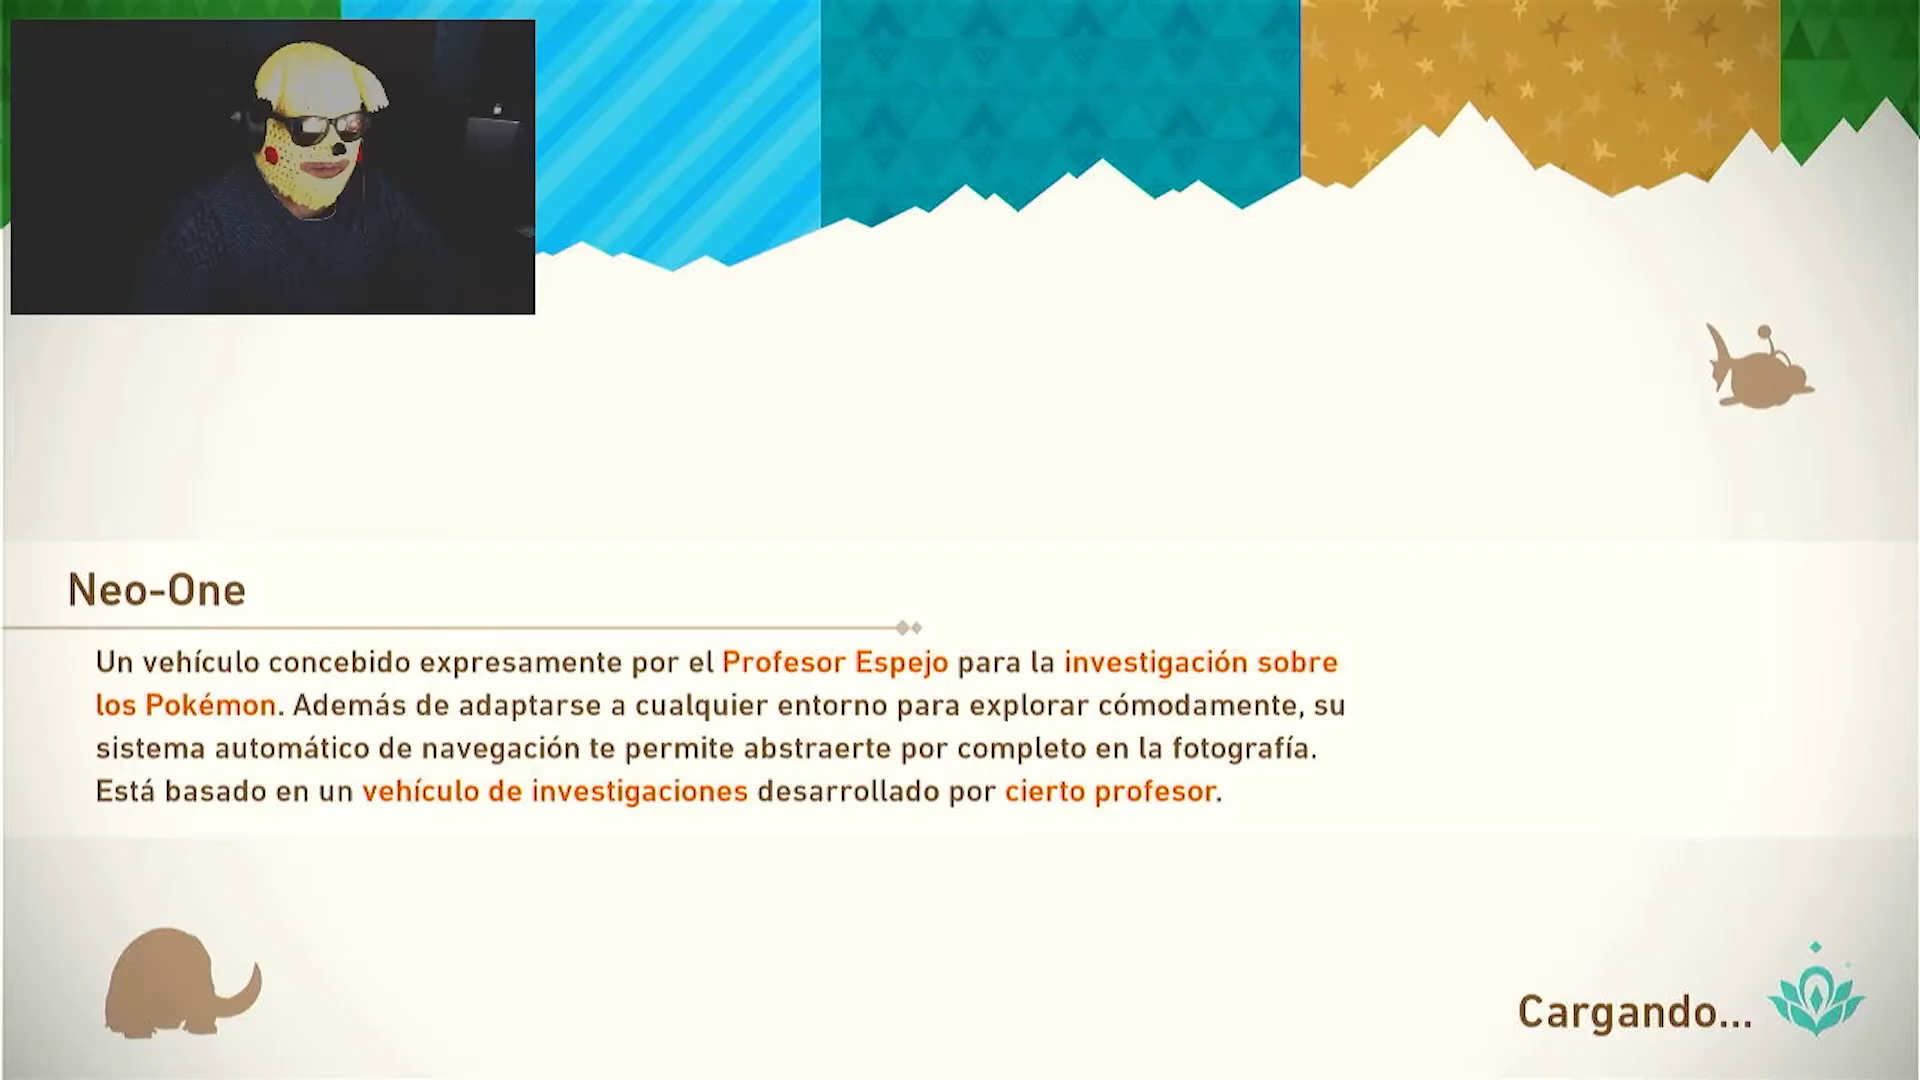 Neo-One
Un vehículo concebido expresamente por el Profesor Espejo para la investigación sobre
los Pokémon. Además de adaptarse a cualquier entorno para explorar cómodamente, su
sistema automático de navegación te permite abstraerte por completo en la fotografía.
Está basado en un vehículo de investigaciones desarrollado por cierto profesor.
Cargando...